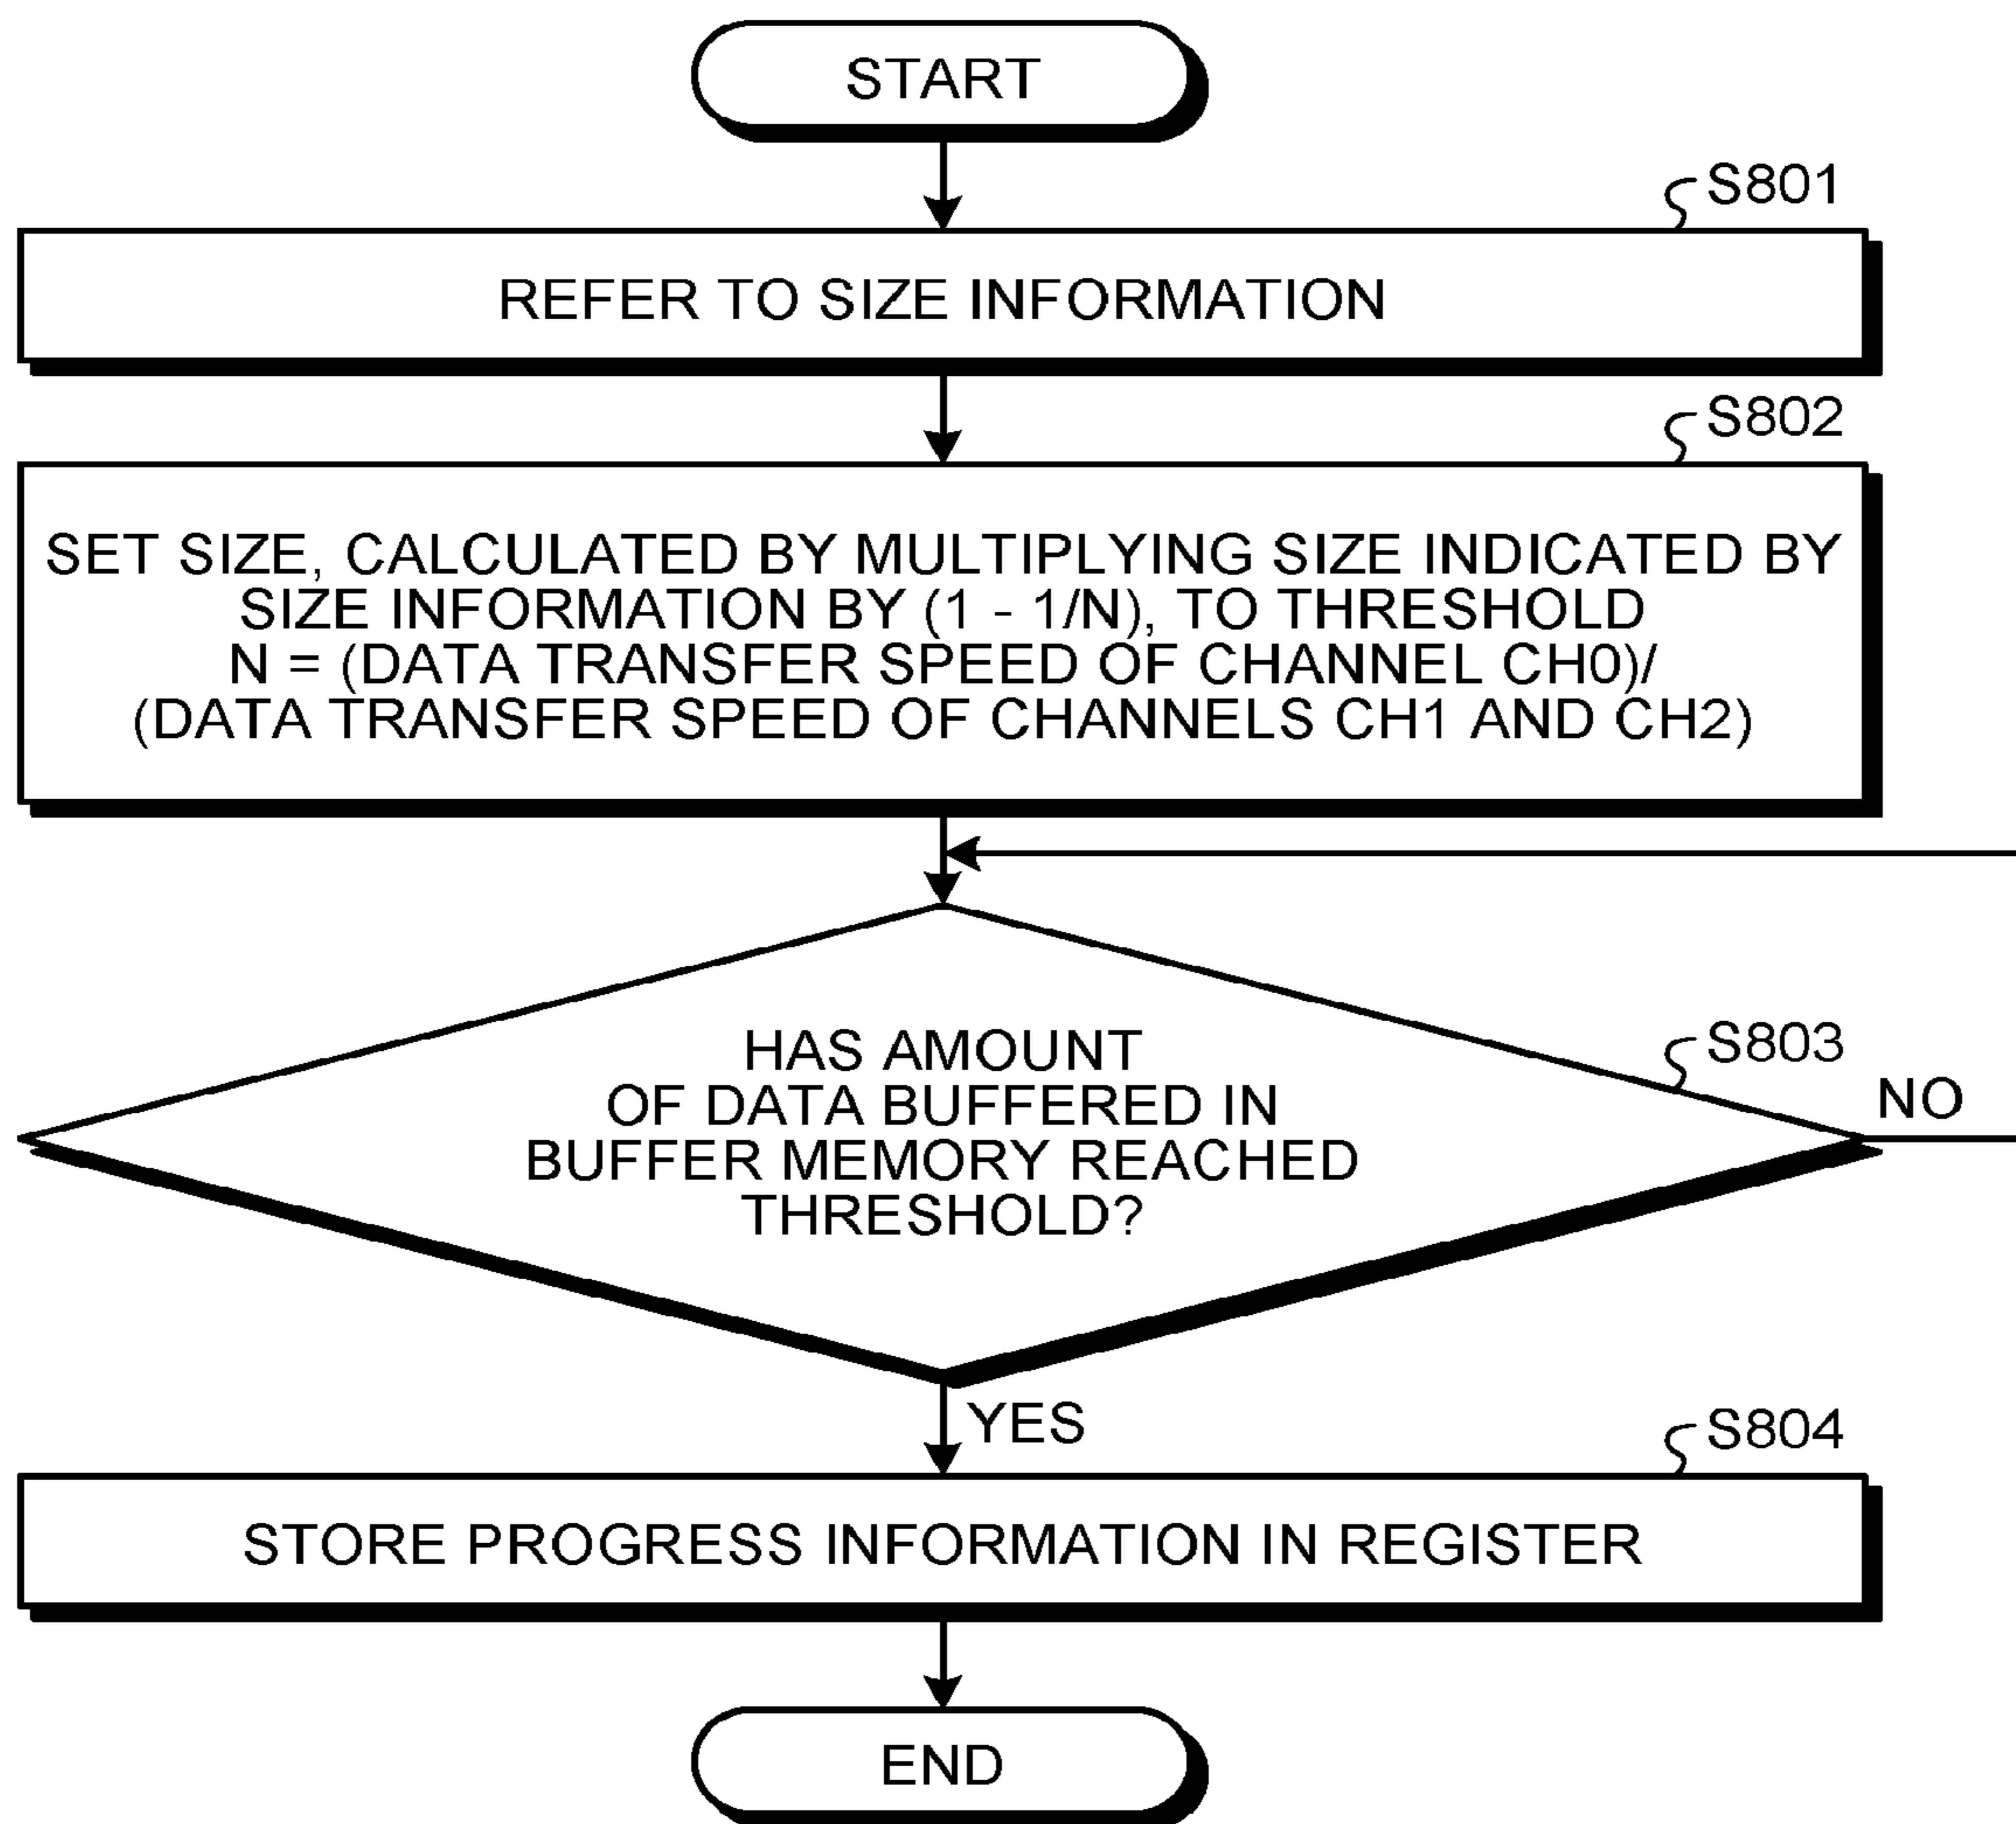 START
S801
REFER TO SIZE INFORMATION
S802
SET SIZE, CALCULATED BY MULTIPLYING SIZE INDICATED BY
SIZE INFORMATION BY (1 - 1/N), TO THRESHOLD
N = (DATA TRANSFER SPEED OF CHANNEL CH0)/
(DATA TRANSFER SPEED OF CHANNELS CH1 AND CH2)
S803
HAS AMOUNT
OF DATA BUFFERED IN
BUFFER MEMORY REACHED
THRESHOLD?
NO
YES
S804
STORE PROGRESS INFORMATION IN REGISTER
END